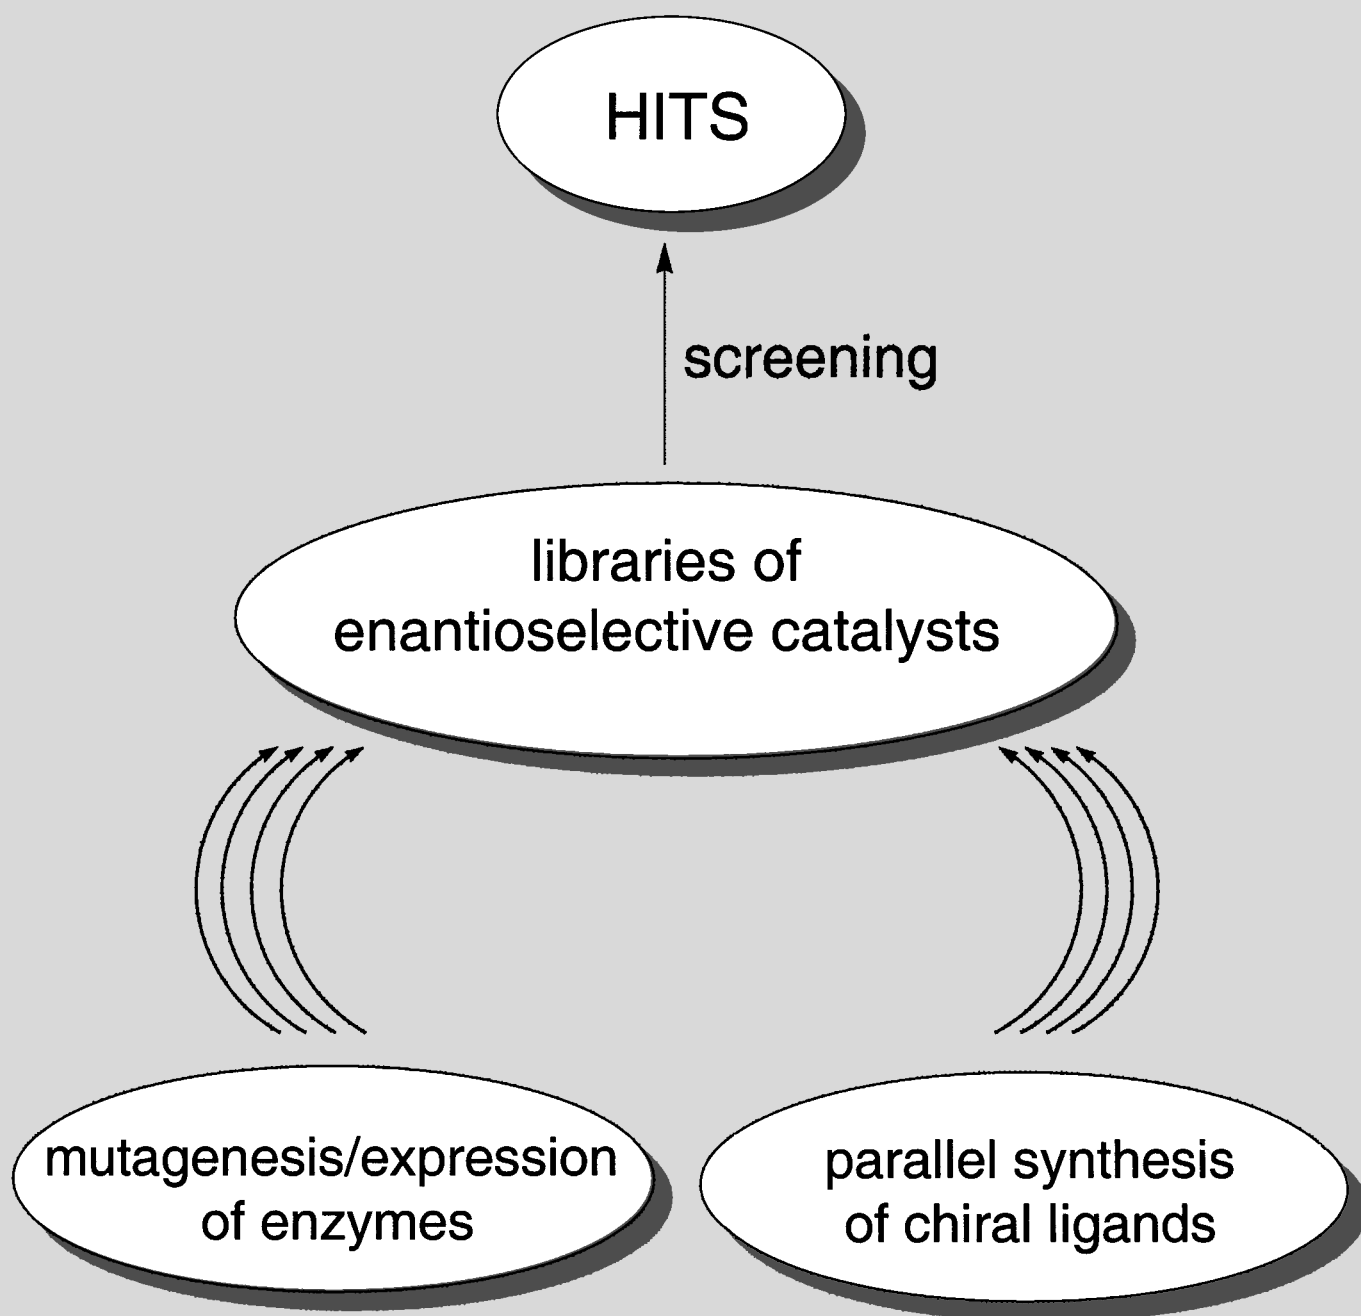 HITS
screening
libraries of
enantioselective catalysts
mutagenesis/expression
of enzymes
parallel synthesis
of chiral ligands